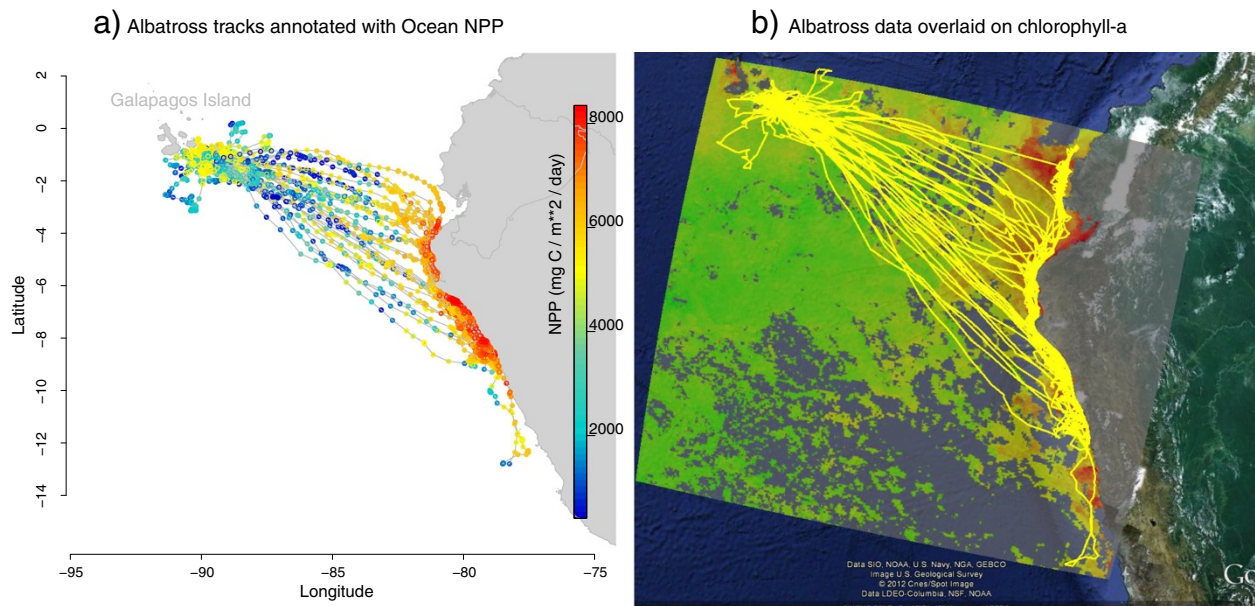 a) Albatross tracks annotated with Ocean NPP
2
0
−2
−4
−6
−8
−10
−12
−14
Latitude
Galapagos Island
8000
6000
4000
2000
NPP (mg C / m**2 / day)
−95
−90
−85
−80
−75
Longitude
b) Albatross data overlaid on chlorophyll-a
Data SIO, NOAA, U.S. Navy, NGA, GEBCO
Image U.S. Geological Survey
© 2012 Cnes/Spot Image
Data LDEO-Columbia, NSF, NOAA
Go